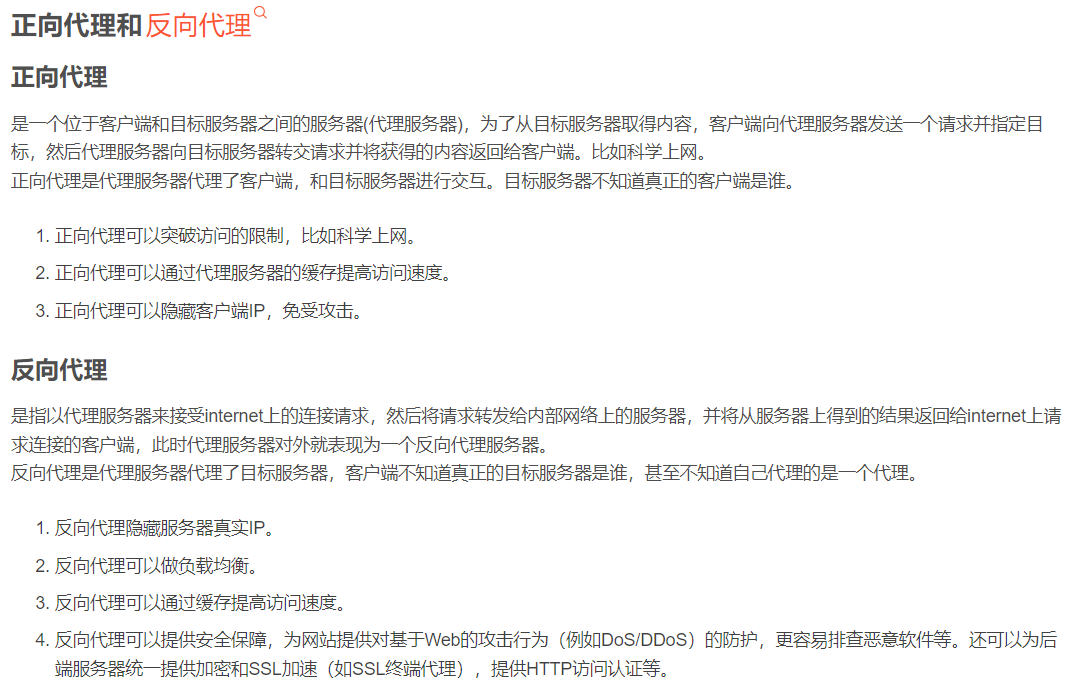 正向代理和反向代理
正向代理
是一个位于客户端和目标服务器之间的服务器(代理服务器)，为了从目标服务器取得内容，客户端向代理服务器发送一个请求并指定目
标，然后代理服务器向目标服务器转交请求并将获得的内容返回给客户端。比如科学上网。
正向代理是代理服务器代理了客户端，和目标服务器进行交互。目标服务器不知道真正的客户端是谁。
1. 正向代理可以突破访问的限制，比如科学上网。
2. 正向代理可以通过代理服务器的缓存提高访问速度。
3. 正向代理可以隐藏客户端IP，免受攻击。
反向代理
是指以代理服务器来接受internet上的连接请求，然后将请求转发给内部网络上的服务器，并将从服务器上得到的结果返回给internet上请
求连接的客户端，此时代理服务器对外就表现为一个反向代理服务器。
反向代理是代理服务器代理了目标服务器，客户端不知道真正的目标服务器是谁，甚至不知道自己代理的是一个代理。
1. 反向代理隐藏服务器真实IP。
2. 反向代理可以做负载均衡。
3. 反向代理可以通过缓存提高访问速度。
4. 反向代理可以提供安全保障，为网站提供对基于Web的攻击行为（例如DoS/DDoS）的防护，更容易排查恶意软件等。还可以为后
端服务器统一提供加密和SSL加速（如SSL终端代理），提供HTTP访问认证等。